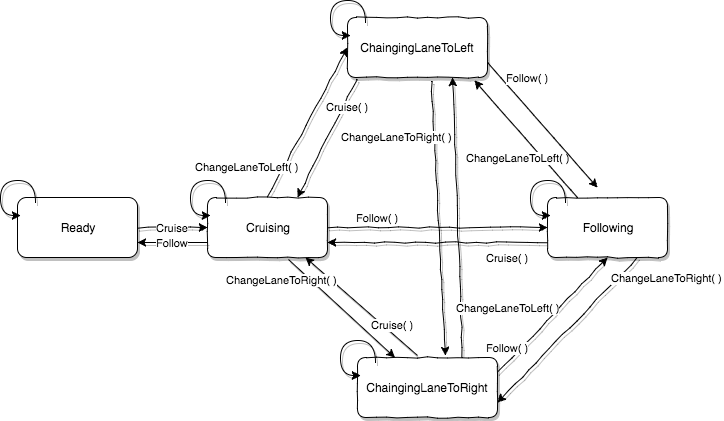 ChaingingLaneToLeft
Follow( )
Cruise( )
ChangeLaneToRight( )
ChangeLaneToLeft( )
ChangeLaneToLeft( )
Ready
Cruise
Follow
Cruising
Follow( )
Following
Cruise( )
ChangeLaneToRight( )
ChangeLaneToRight( )
ChangeLaneToLeft( )
Cruise( )
Follow( )
ChaingingLaneToRight